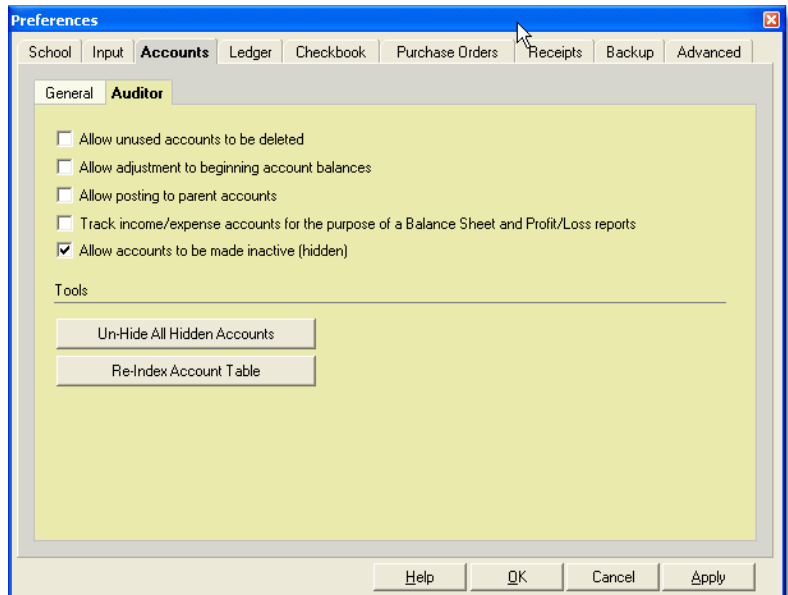 Preferences
School Input Accounts Ledger Checkbook Purchase Orders Receipts Backup Advanced
General Auditor
Allow unused accounts to be deleted
Allow adjustment to beginning account balances
Allow posting to parent accounts
Track income/expense accounts for the purpose of a Balance Sheet and Profit/Loss reports
Allow accounts to be made inactive (hidden)
Tools
Un-Hide All Hidden Accounts
Re-Index Account Table
Help OK Cancel Apply